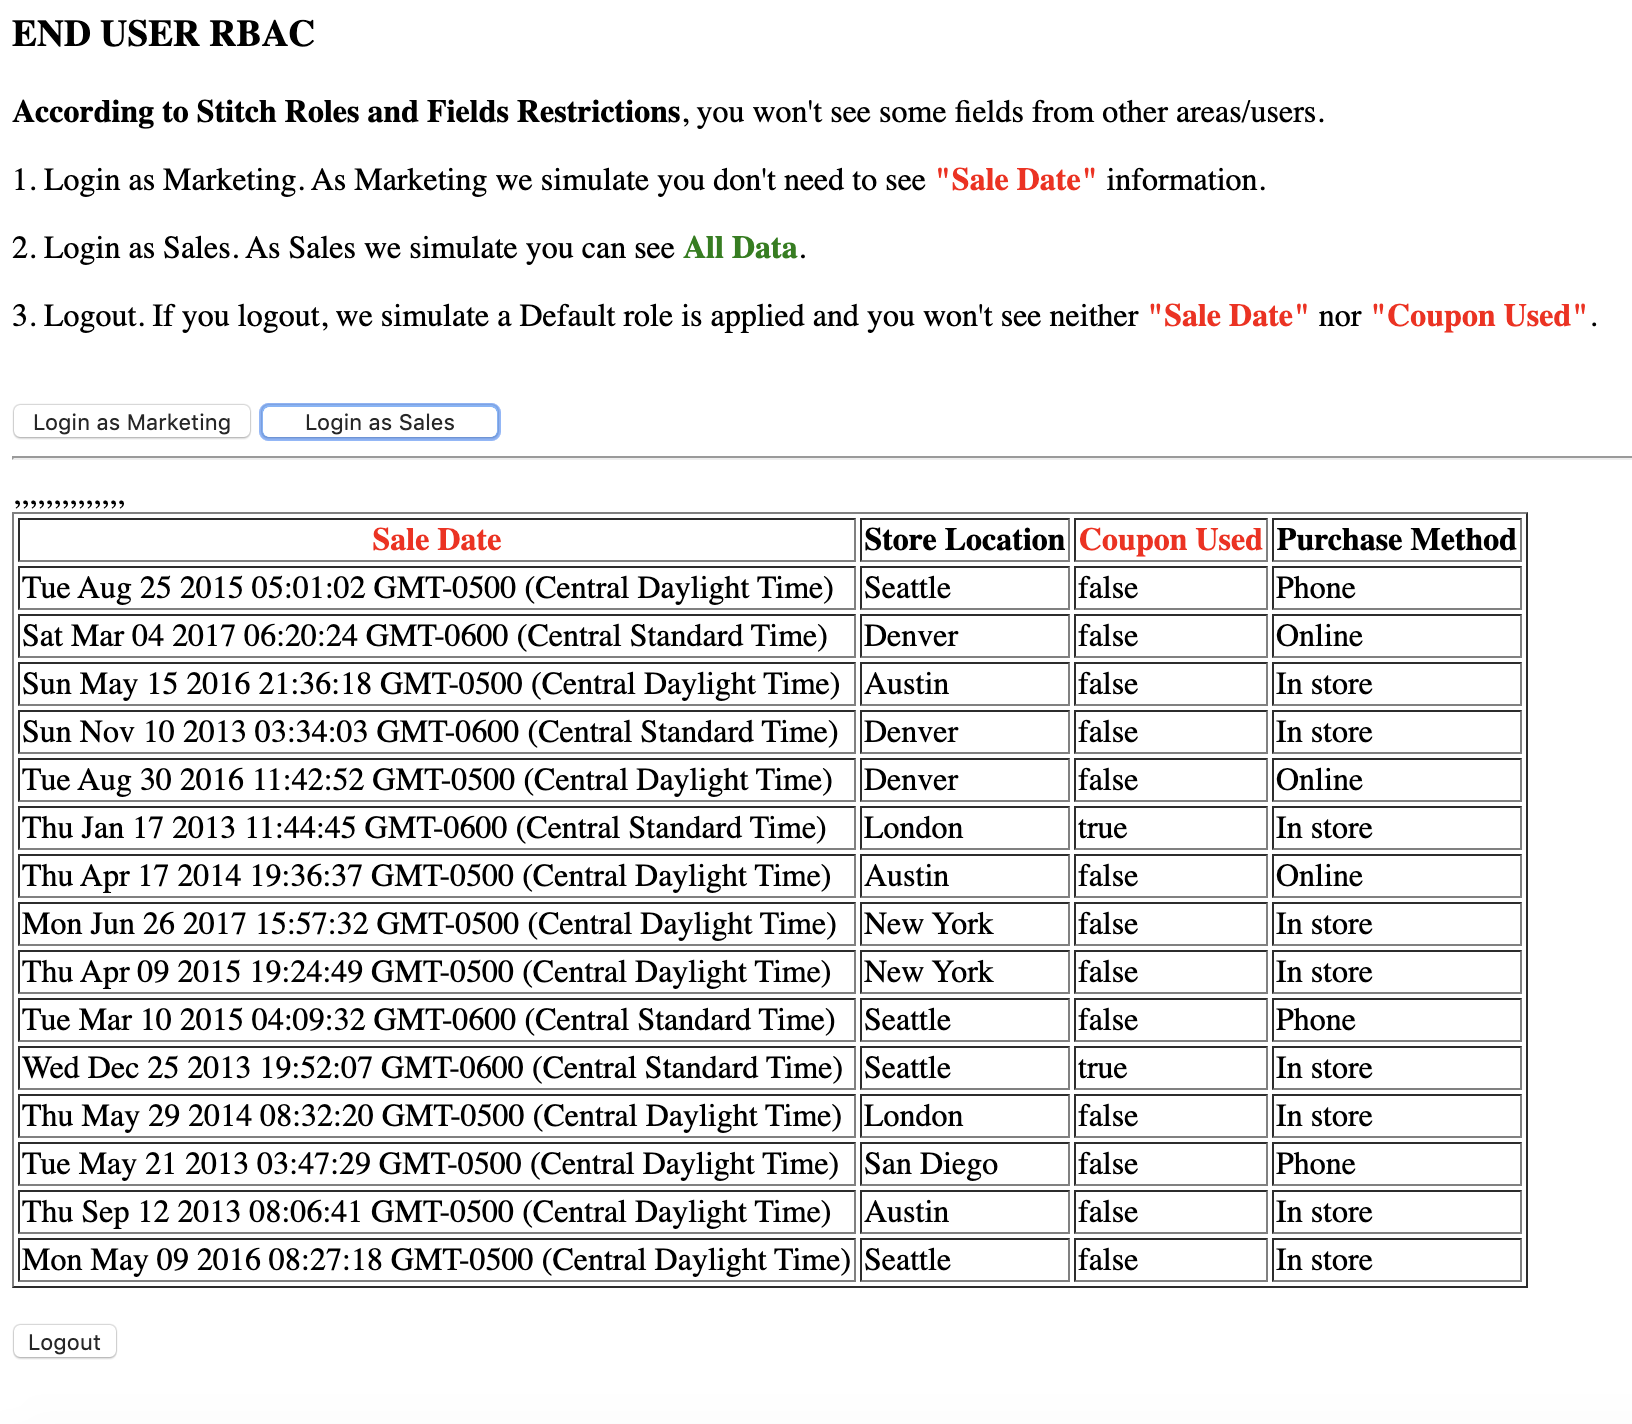 END USER RBAC
According to Stitch Roles and Fields Restrictions, you won't see some fields from other areas/users.
1. Login as Marketing. As Marketing we simulate you don't need to see "Sale Date" information.
2. Login as Sales. As Sales we simulate you can see All Data.
3. Logout. If you logout, we simulate a Default role is applied and you won't see neither "Sale Date" nor "Coupon Used".
Login as Marketing Login as Sales
,,,,,,,,,,,,,,
Sale Date Store Location Coupon Used Purchase Method
Tue Aug 25 2015 05:01:02 GMT-0500 (Central Daylight Time) Seattle false Phone
Sat Mar 04 2017 06:20:24 GMT-0600 (Central Standard Time) Denver false Online
Sun May 15 2016 21:36:18 GMT-0500 (Central Daylight Time) Austin false In store
Sun Nov 10 2013 03:34:03 GMT-0600 (Central Standard Time) Denver false In store
Tue Aug 30 2016 11:42:52 GMT-0500 (Central Daylight Time) Denver false Online
Thu Jan 17 2013 11:44:45 GMT-0600 (Central Standard Time) London true In store
Thu Apr 17 2014 19:36:37 GMT-0500 (Central Daylight Time) Austin false Online
Mon Jun 26 2017 15:57:32 GMT-0500 (Central Daylight Time) New York false In store
Thu Apr 09 2015 19:24:49 GMT-0500 (Central Daylight Time) New York false In store
Tue Mar 10 2015 04:09:32 GMT-0600 (Central Standard Time) Seattle false Phone
Wed Dec 25 2013 19:52:07 GMT-0600 (Central Standard Time) Seattle true In store
Thu May 29 2014 08:32:20 GMT-0500 (Central Daylight Time) London false In store
Tue May 21 2013 03:47:29 GMT-0500 (Central Daylight Time) San Diego false Phone
Thu Sep 12 2013 08:06:41 GMT-0500 (Central Daylight Time) Austin false In store
Mon May 09 2016 08:27:18 GMT-0500 (Central Daylight Time) Seattle false In store
Logout